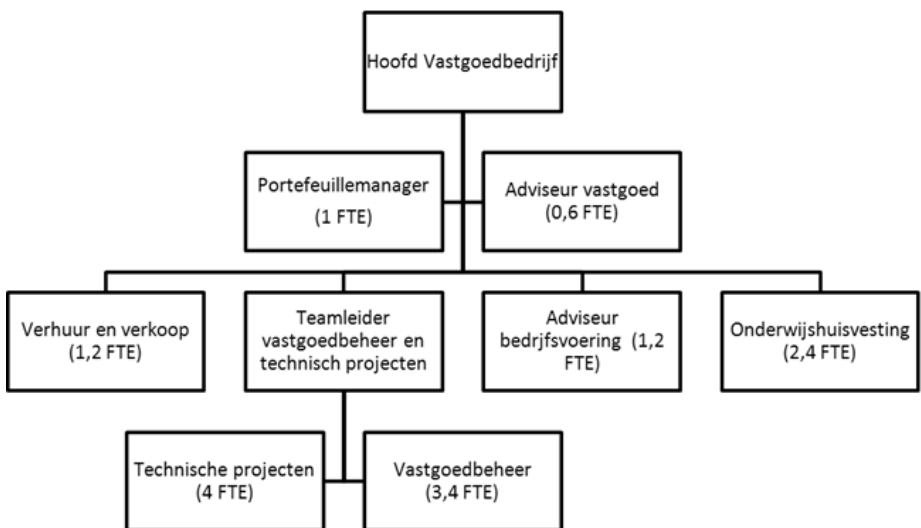 Hoofd Vastgoedbedrijf
Portefeuillemanager
(1 FTE)
Adviseur vastgoed
(0,6 FTE)
Verhuur en verkoop
(1,2 FTE)
Teamleider
vastgoedbeheer en
technisch projecten
Adviseur
bedrjfsvoering (1,2
FTE)
Onderwijshuisvesting
(2,4 FTE)
Technische projecten
(4 FTE)
Vastgoedbeheer
(3,4 FTE)